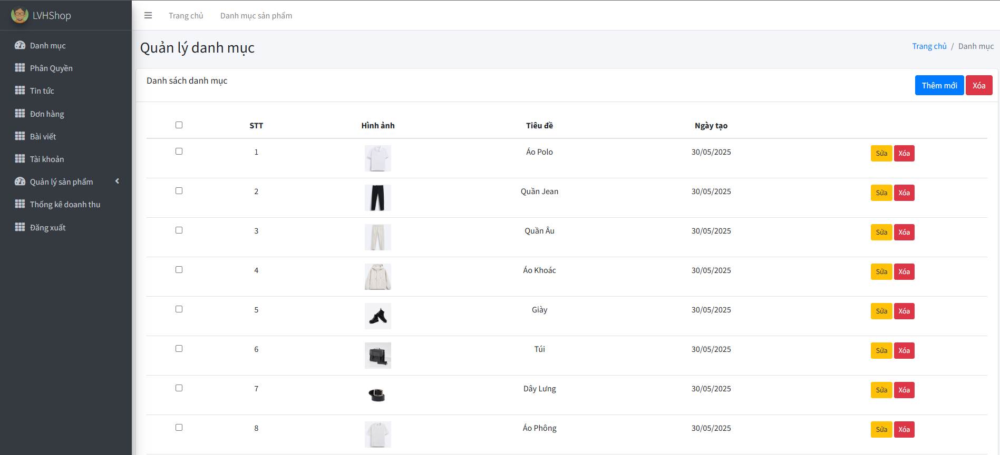 LVHShop
Trang chủ Danh mục sản phẩm
Danh mục
Phân Quyền
Tin tức
Đơn hàng
Bài viết
Tài khoản
Quản lý sản phẩm
Thống kê doanh thu
Đăng xuất
Quản lý danh mục
Trang chủ / Danh mục
Danh sách danh mục
Thêm mới Xóa
STT Hình ảnh Tiêu đề Ngày tạo
1 Áo Polo 30/05/2025 Sửa Xóa
2 Quần Jean 30/05/2025 Sửa Xóa
3 Quần Âu 30/05/2025 Sửa Xóa
4 Áo Khoác 30/05/2025 Sửa Xóa
5 Giày 30/05/2025 Sửa Xóa
6 Túi 30/05/2025 Sửa Xóa
7 Dây Lưng 30/05/2025 Sửa Xóa
8 Áo Phông 30/05/2025 Sửa Xóa